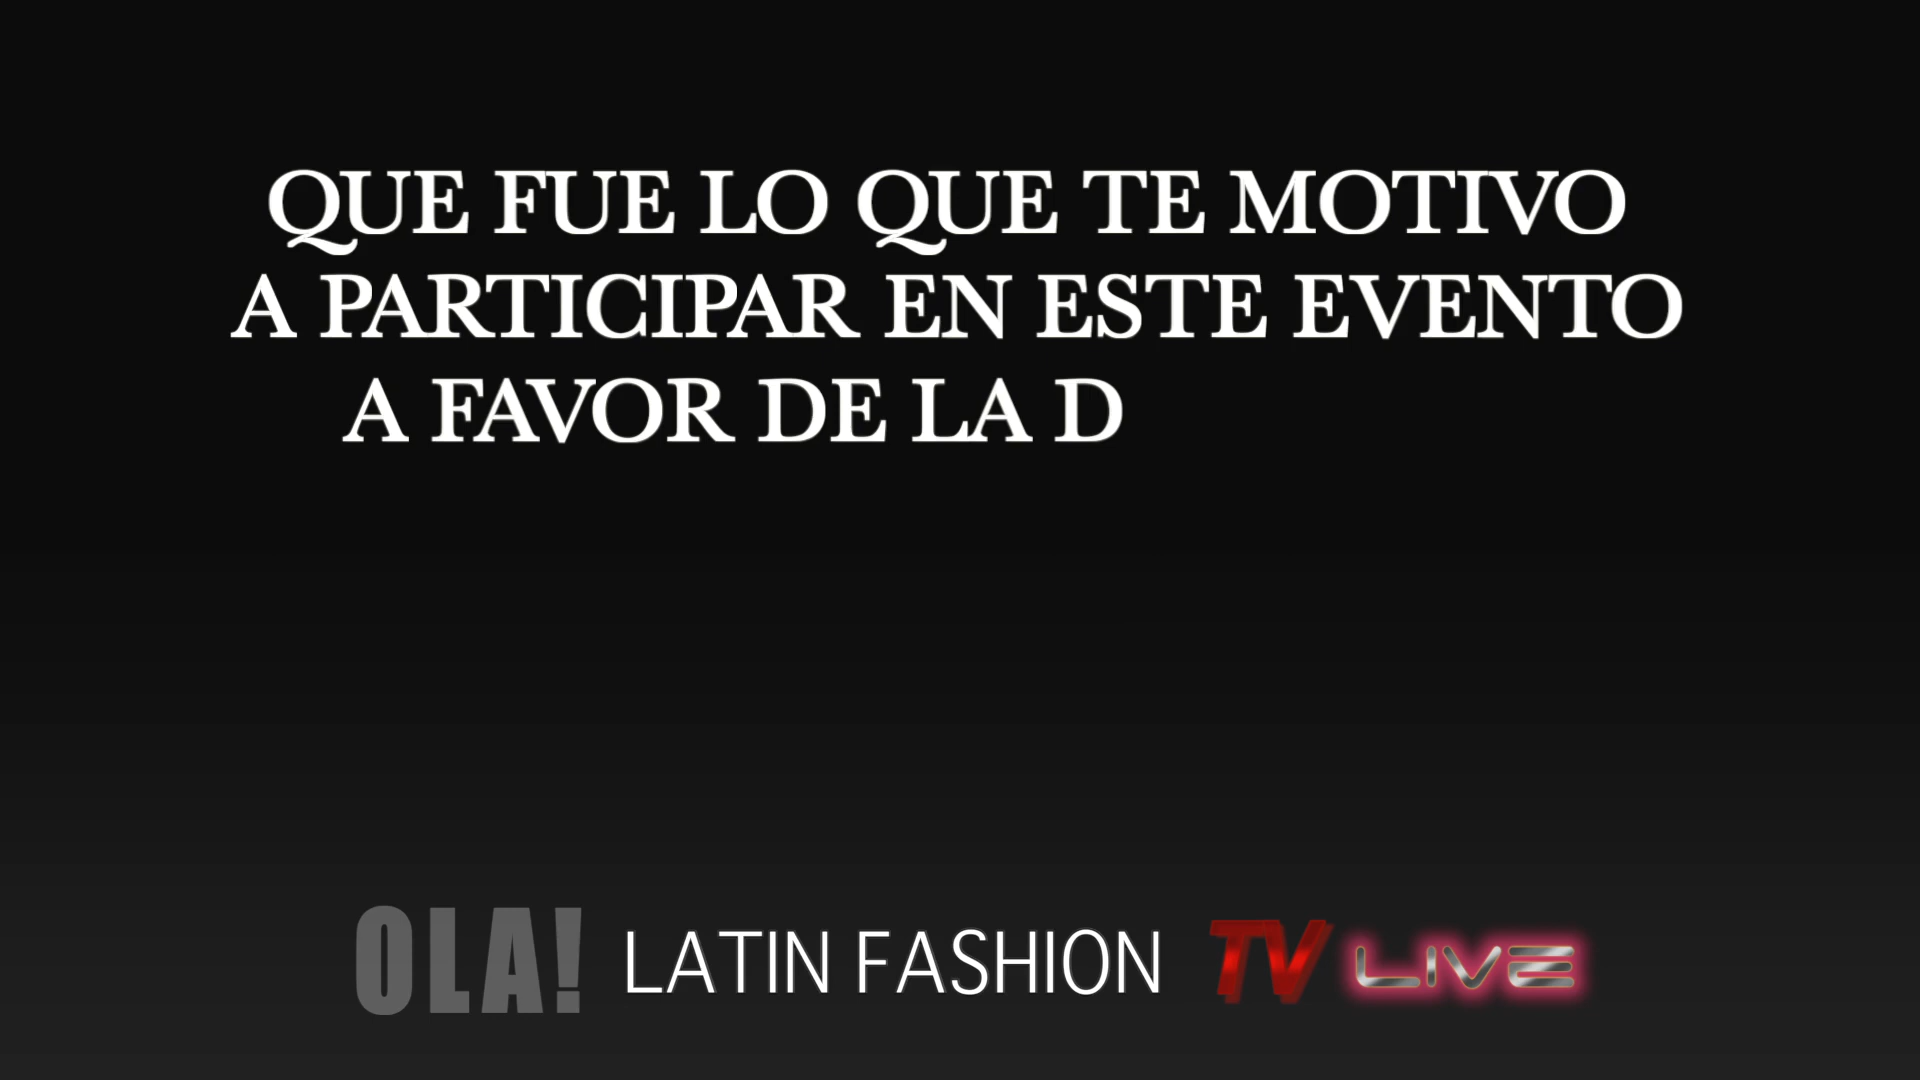 QUE FUE LO QUE TE MOTIVO
A PARTICIPAR EN ESTE EVENTO
A FAVOR DE LA D
OLA! LATIN FASHION TV LIVE